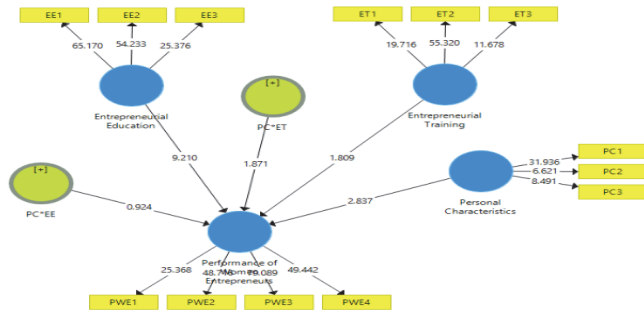 EE1 EE2 EE3
ET1 ET2 ET3
65.170 54.233 25.376
19.716 55.320 11.678
[+]
Entrepreneurial
Education
PC*ET
Entrepreneurial
Training
[+]
PC*EE
9.210
1.871
1.809
0.924
2.837
Personal
Characteristics
31.936
6.621
8.491
PC1
PC2
PC3
Performance of
Women
Entrepreneurs
25.368
49.442
PWE1 PWE2 PWE3 PWE4